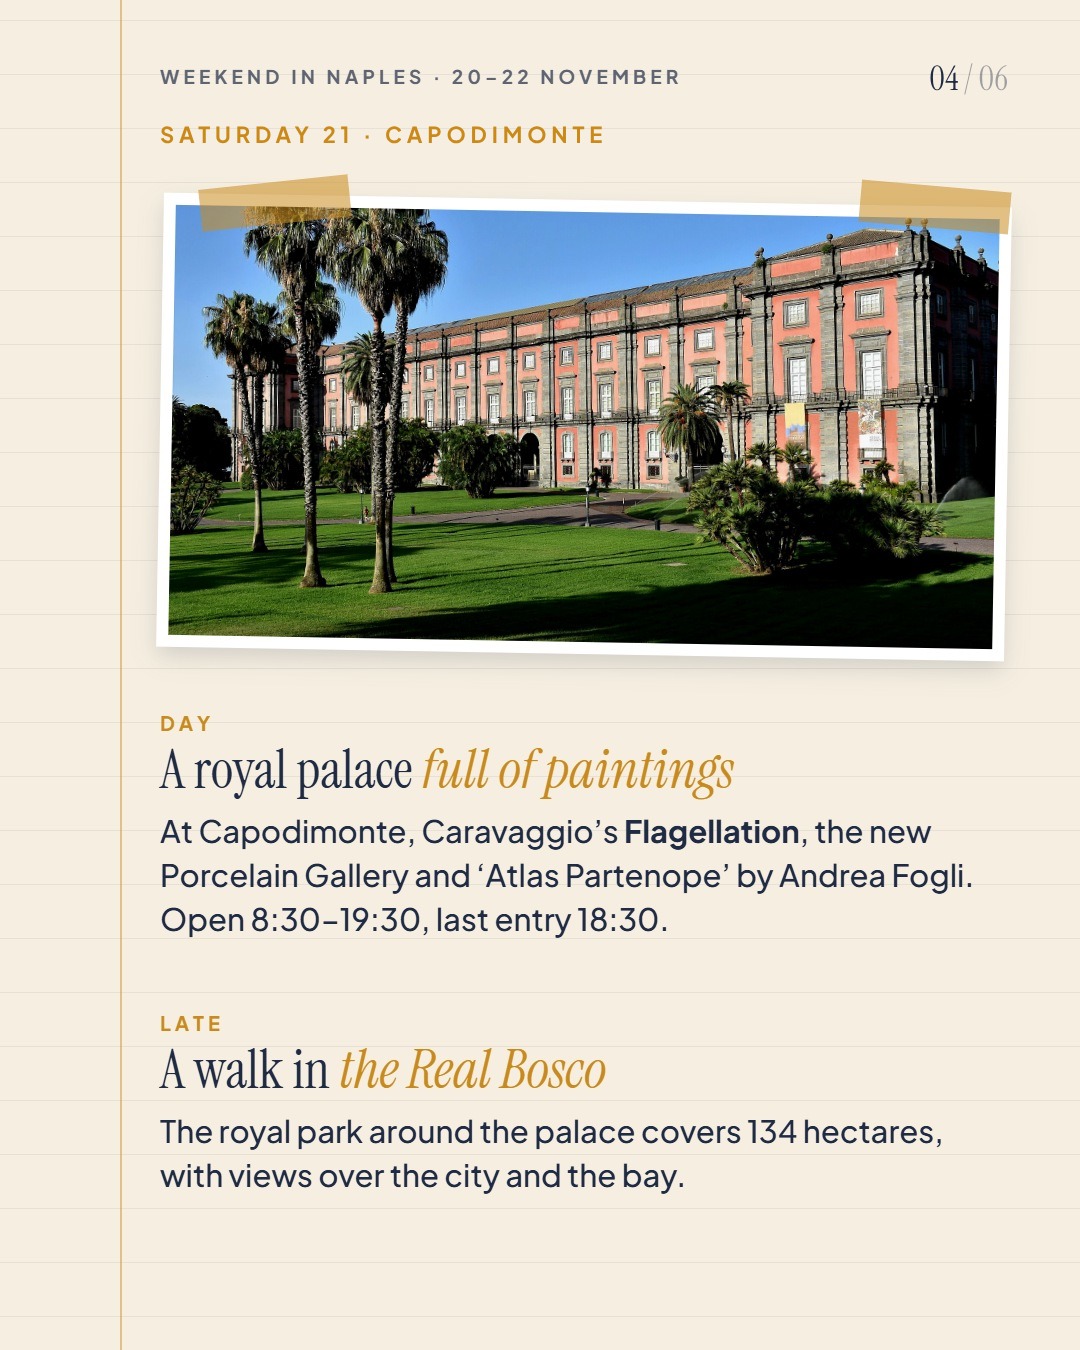 WEEKEND IN NAPLES · 20–22 NOVEMBER
04 / 06
SATURDAY 21 · CAPODIMONTE
DAY
A royal palace full of paintings
At Capodimonte, Caravaggio’s Flagellation, the new
Porcelain Gallery and ‘Atlas Partenope’ by Andrea Fogli.
Open 8:30–19:30, last entry 18:30.
LATE
A walk in the Real Bosco
The royal park around the palace covers 134 hectares,
with views over the city and the bay.